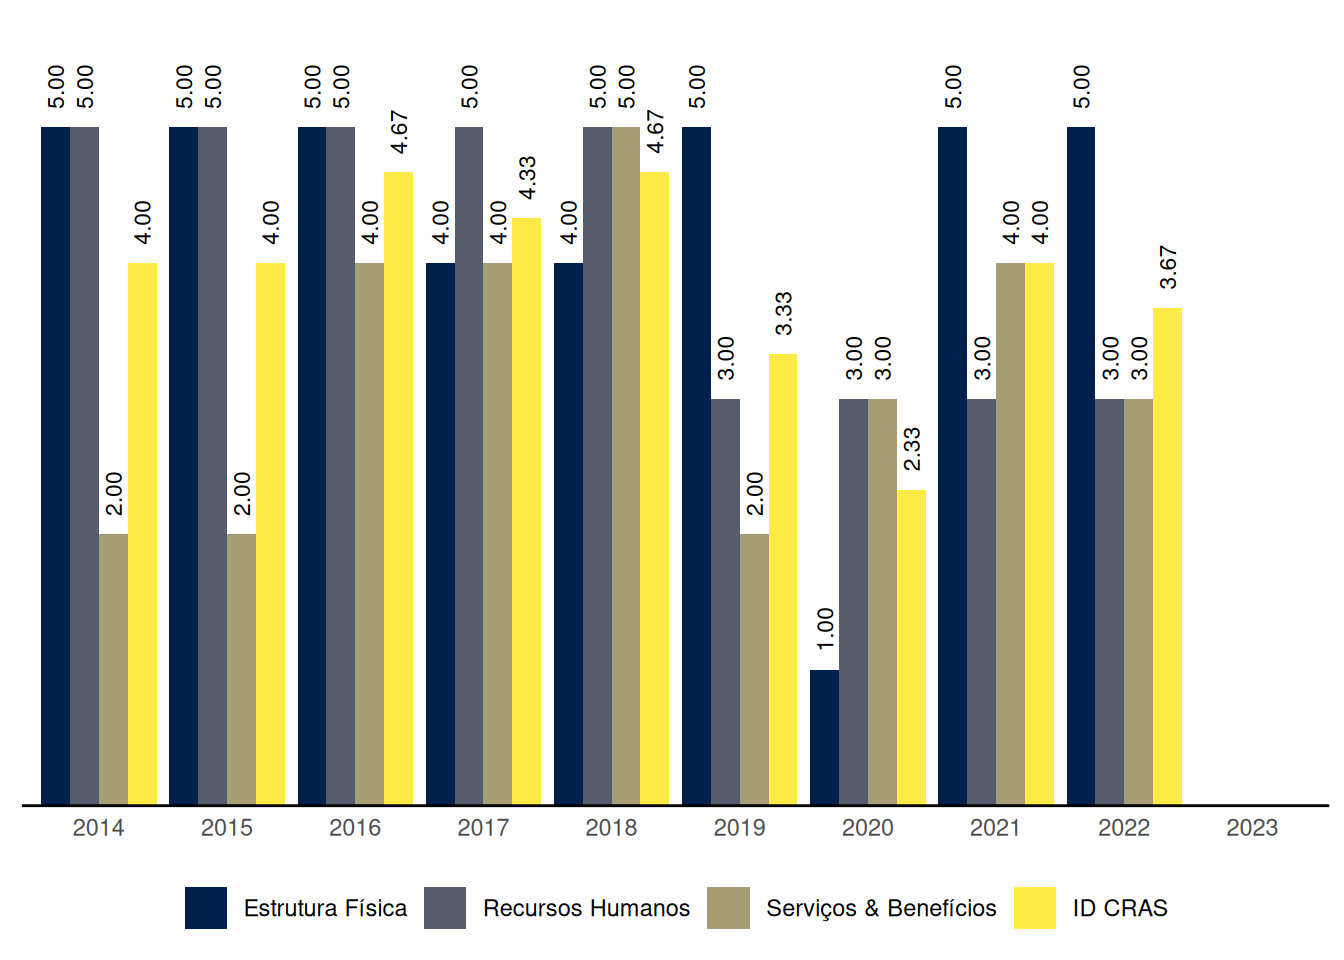 5.00 5.00 2.00 4.00
5.00 5.00 2.00 4.00
5.00 5.00 4.00 4.67
4.00 5.00 4.00 4.33
4.00 5.00 5.00 4.67
5.00 3.00 2.00 3.33
1.00 3.00 3.00 2.33
5.00 3.00 4.00 4.00
5.00 3.00 3.00 3.67
2014 2015 2016 2017 2018 2019 2020 2021 2022 2023
Estrutura Física Recursos Humanos Serviços & Benefícios ID CRAS